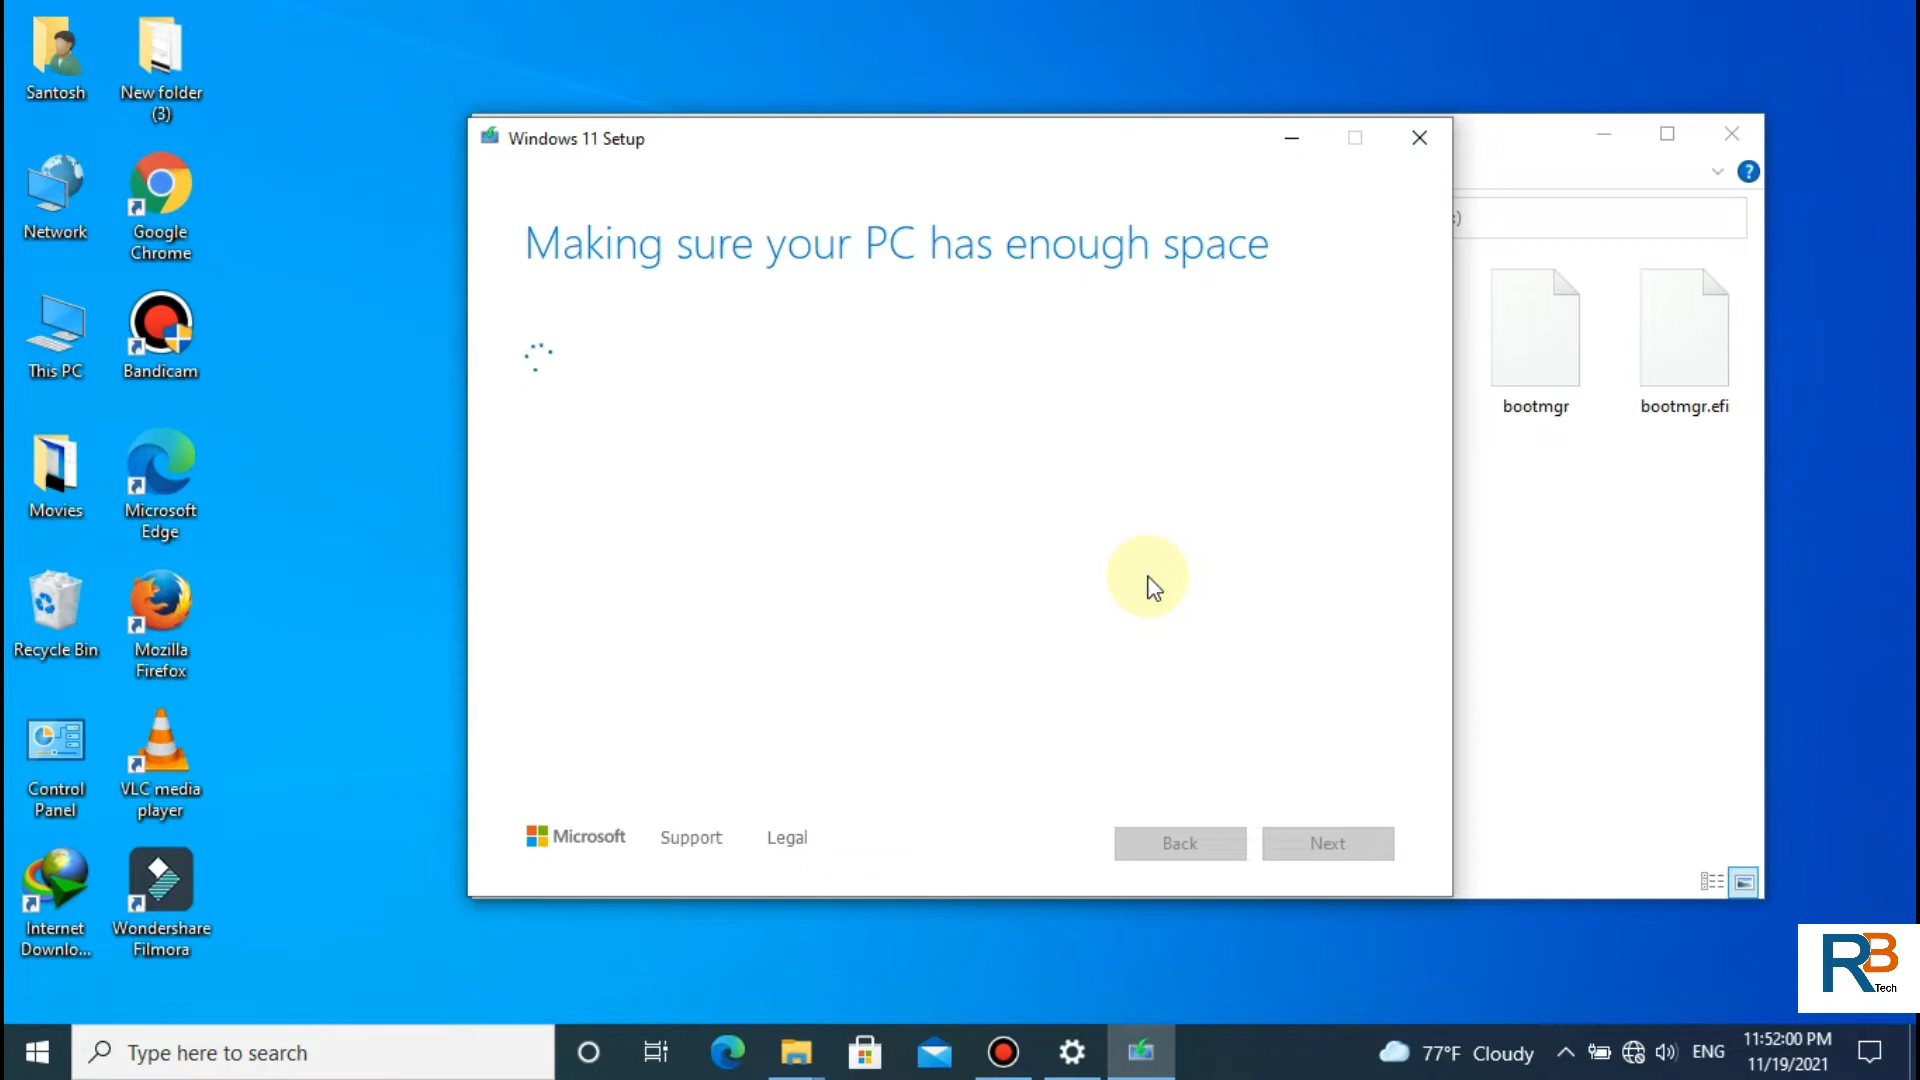 Santosh
New folder
(3)
Network
Google
Chrome
This PC
Bandicam
Movies
Microsoft
Edge
Recycle Bin
Mozilla
Firefox
Control
Panel
VLC media
player
Internet
Downlo...
Wondershare
Filmora
Windows 11 Setup
Making sure your PC has enough space
Microsoft
Support
Legal
Back
Next
?
:)
bootmgr
bootmgr.efi
RB
Tech
Type here to search
77°F Cloudy
ENG
11:52:00 PM
11/19/2021